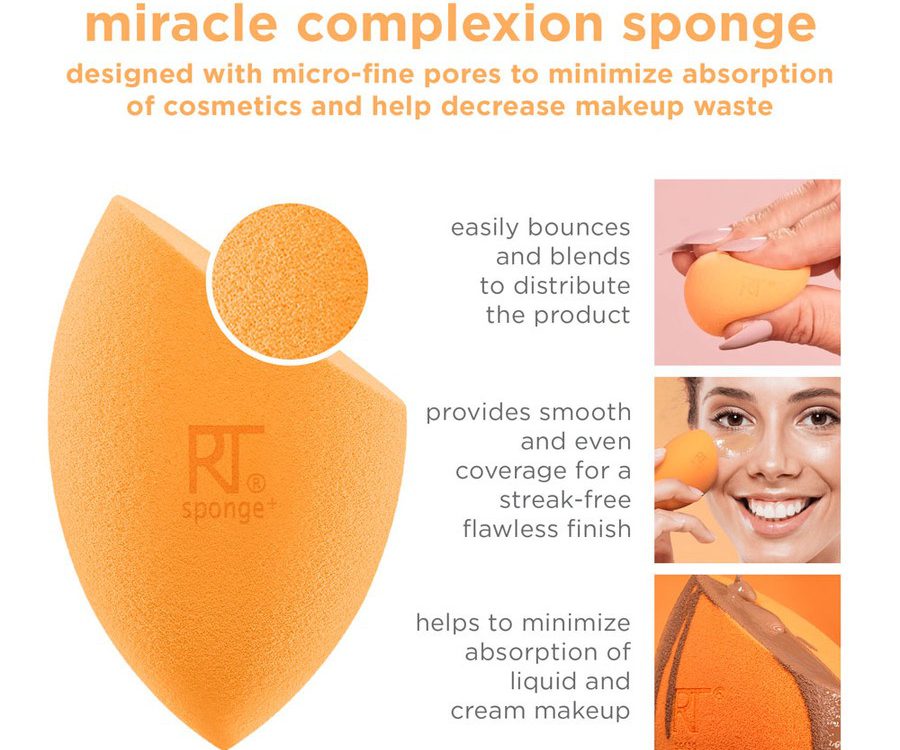 miracle complexion sponge
designed with micro-fine pores to minimize absorption
of cosmetics and help decrease makeup waste
RT®
sponge+
easily bounces
and blends
to distribute
the product
RT
provides smooth
and even
coverage for a
streak-free
flawless finish
helps to minimize
absorption of
liquid and
cream makeup
RT